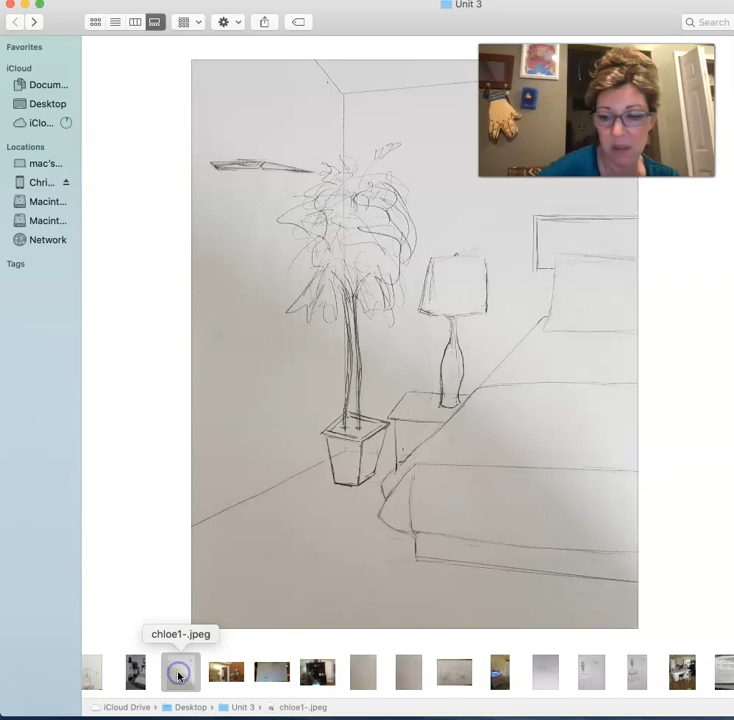 Unit 3
Search
Favorites
iCloud
Docum...
Desktop
iClo...
Locations
mac's...
Chri...
Macint...
Macint...
Network
Tags
chloe1-.jpeg
iCloud Drive > Desktop > Unit 3 > chloe1-.jpeg